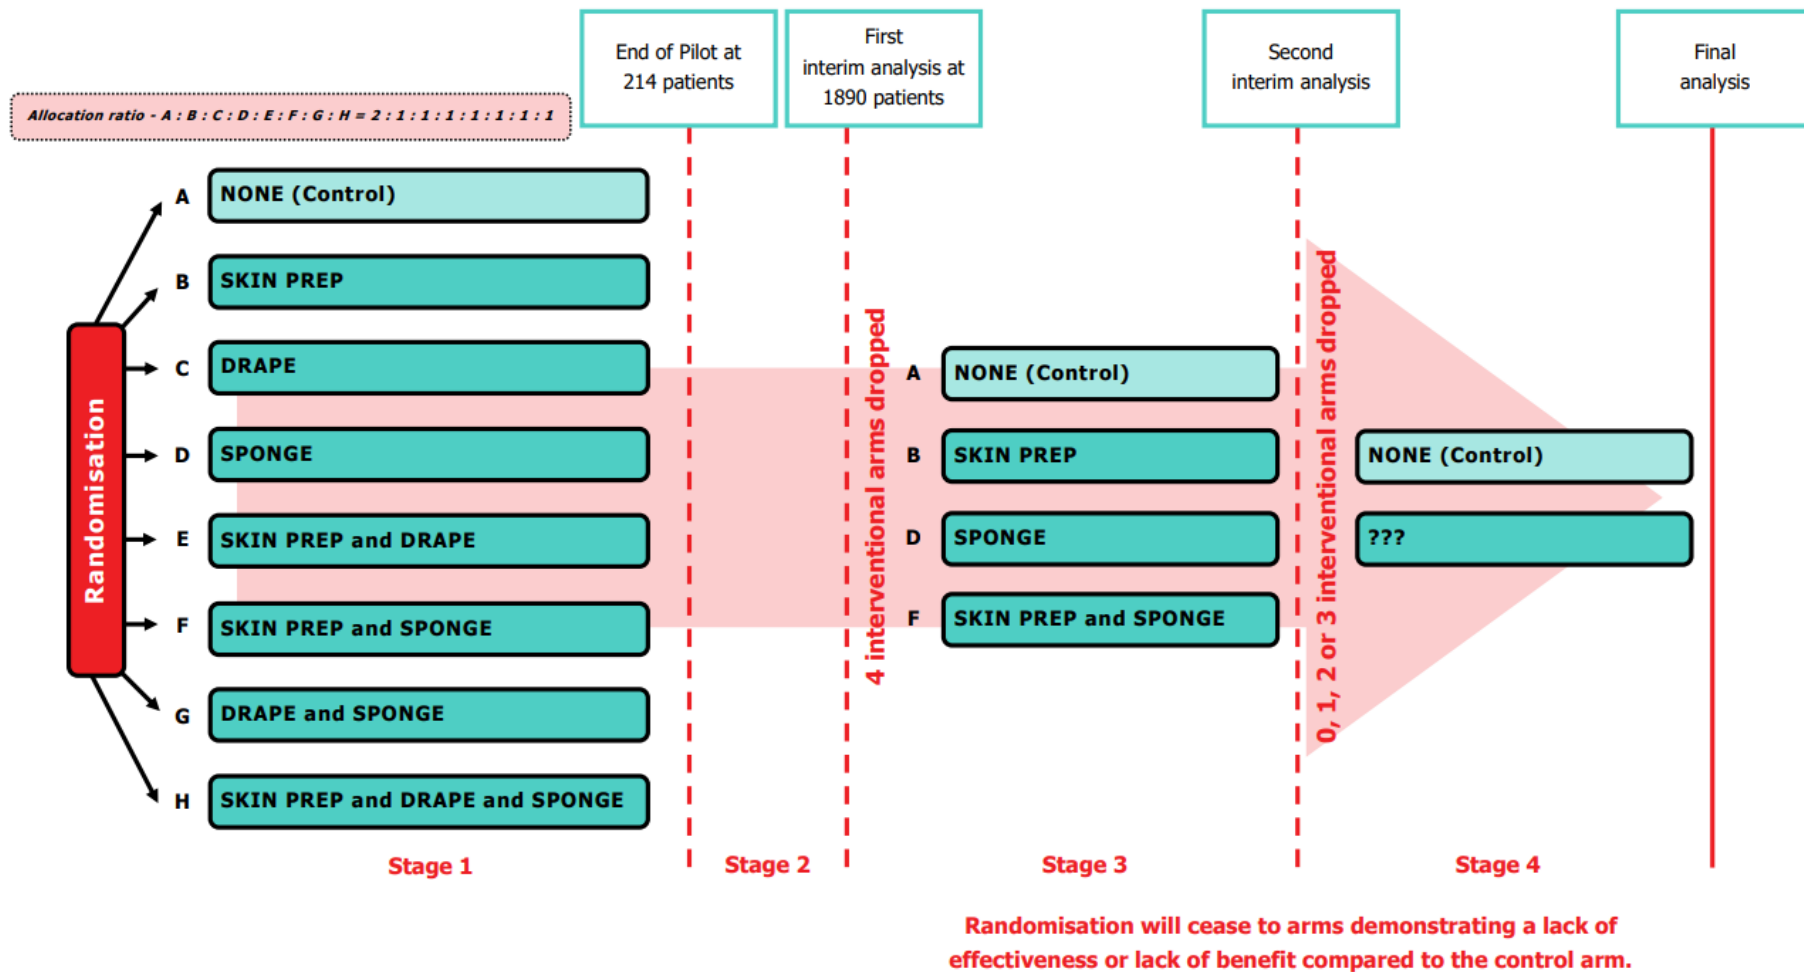 End of Pilot at
214 patients
First
interim analysis at
1890 patients
Second
interim analysis
Final
analysis
Allocation ratio - A : B : C : D : E : F : G : H = 2 : 1 : 1 : 1 : 1 : 1 : 1 : 1
Randomisation
A
NONE (Control)
B
SKIN PREP
C
DRAPE
D
SPONGE
E
SKIN PREP and DRAPE
F
SKIN PREP and SPONGE
G
DRAPE and SPONGE
H
SKIN PREP and DRAPE and SPONGE
4 interventional arms dropped
A
NONE (Control)
B
SKIN PREP
D
SPONGE
F
SKIN PREP and SPONGE
0, 1, 2 or 3 interventional arms dropped
NONE (Control)
???
Stage 1
Stage 2
Stage 3
Stage 4
Randomisation will cease to arms demonstrating a lack of
effectiveness or lack of benefit compared to the control arm.